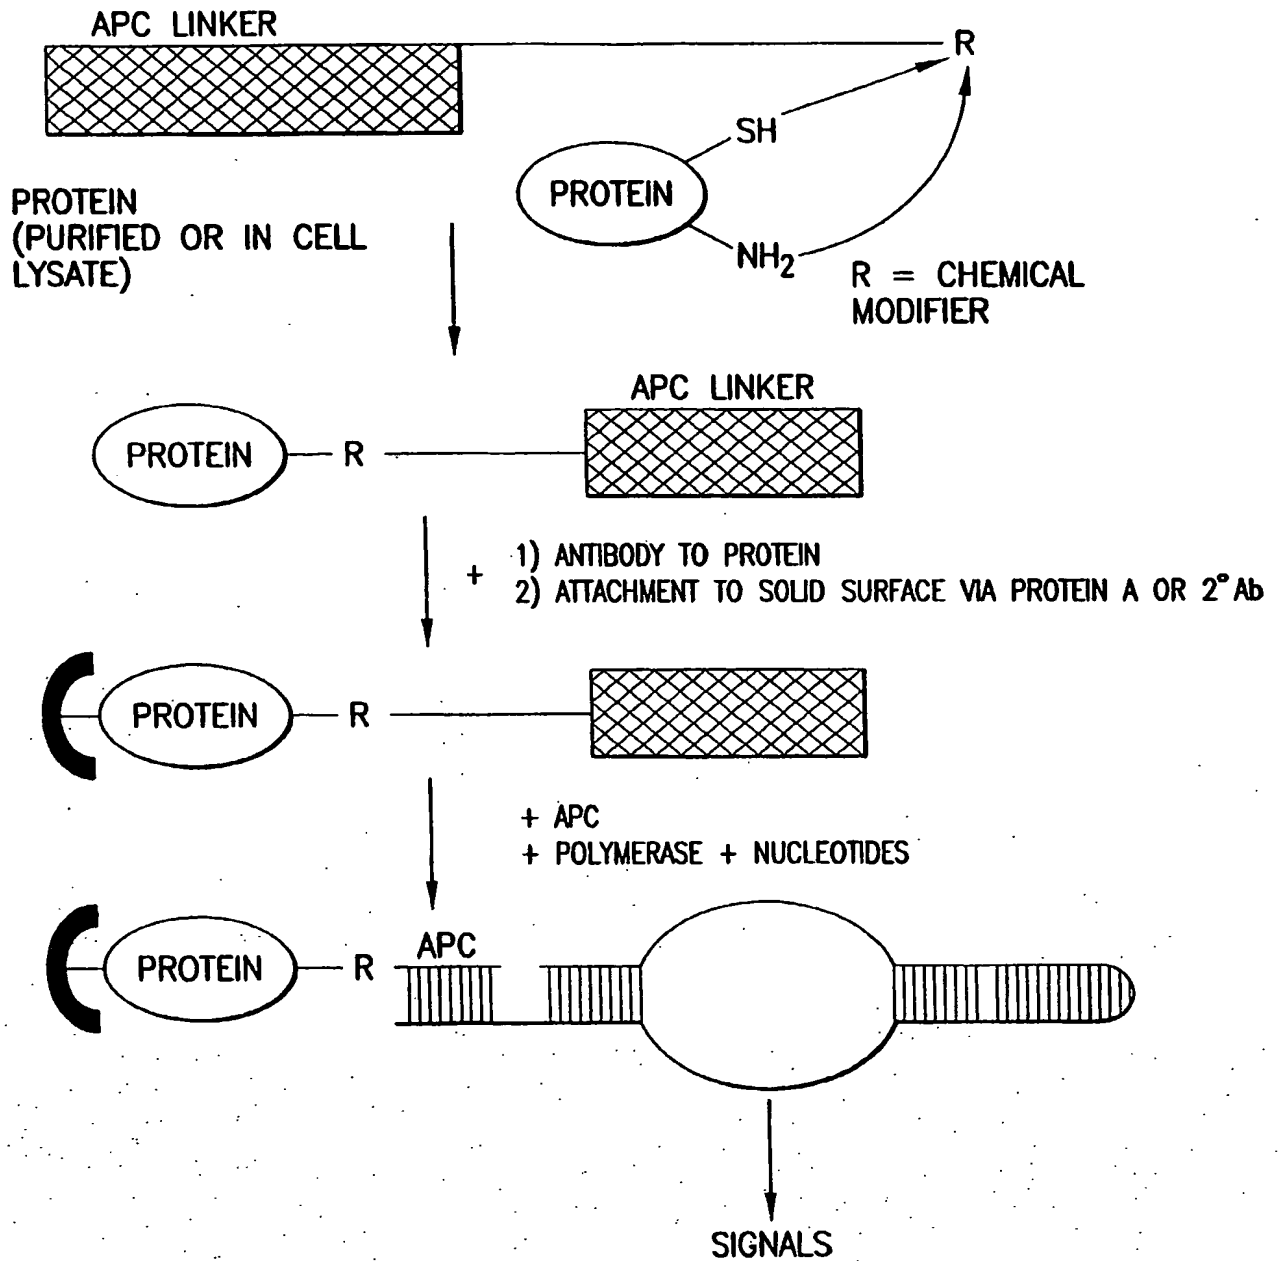 APC LINKER
R
SH
PROTEIN
NH2
PROTEIN
(PURIFIED OR IN CELL
LYSATE)
R = CHEMICAL
MODIFIER
APC LINKER
PROTEIN R
+ 1) ANTIBODY TO PROTEIN
2) ATTACHMENT TO SOLID SURFACE VIA PROTEIN A OR 2° Ab
PROTEIN R
+ APC
+ POLYMERASE + NUCLEOTIDES
APC
PROTEIN R
SIGNALS